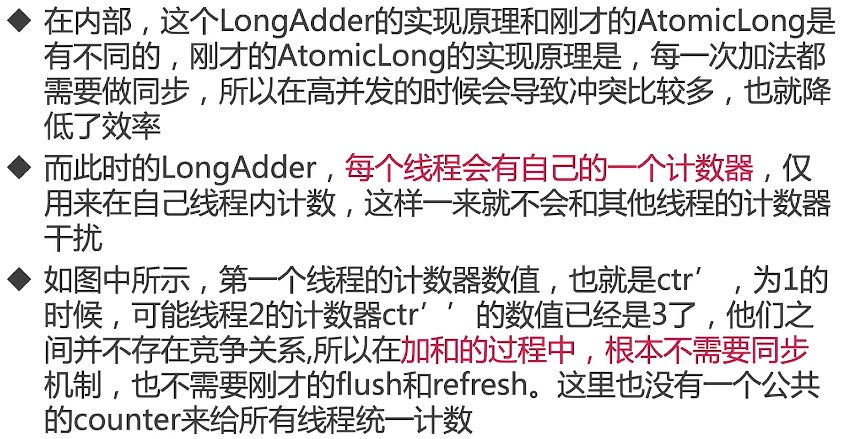 ◆ 在内部，这个LongAdder的实现原理和刚才的AtomicLong是
有不同的，刚才的AtomicLong的实现原理是，每一次加法都
需要做同步，所以在高并发的时候会导致冲突比较多，也就降
低了效率
◆ 而此时的LongAdder，每个线程会有自己的一个计数器，仅
用来在自己线程内计数，这样一来就不会和其他线程的计数器
干扰
◆ 如图中所示，第一个线程的计数器数值，也就是ctr’，为1的
时候，可能线程2的计数器ctr’’的数值已经是3了，他们之
间并不存在竞争关系,所以在加和的过程中，根本不需要同步
机制，也不需要刚才的flush和refresh。这里也没有一个公共
的counter来给所有线程统一计数